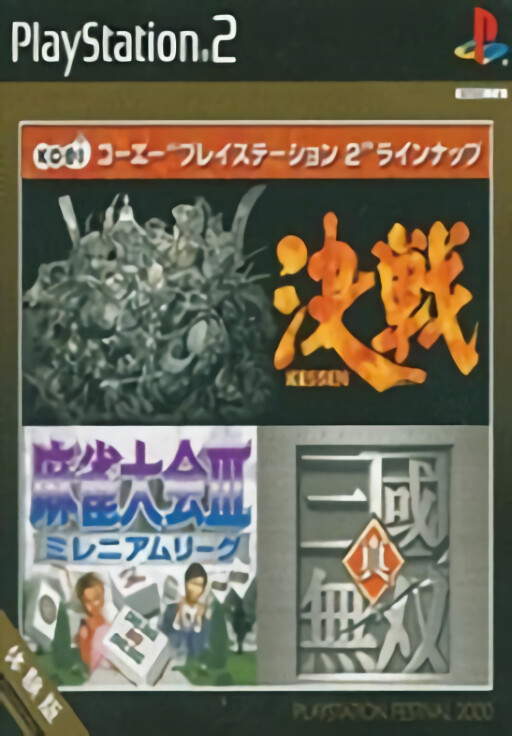 PlayStation.2
KOEI コーエー"プレイステーション 2"ラインナップ
決戦
KESSEN
麻雀大会III
ミレニアムリーグ
真
三國
無双
体験版
PLAYSTATION FESTIVAL 2000